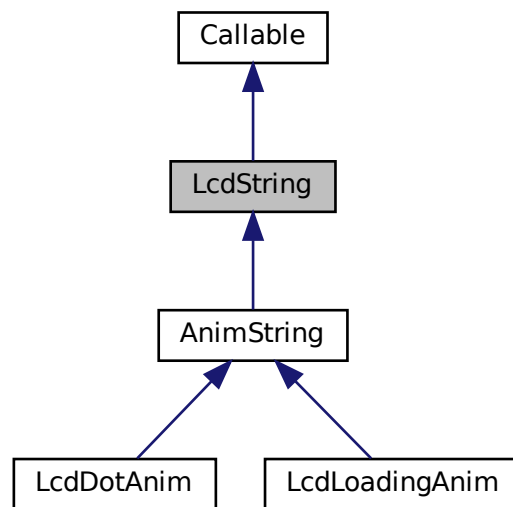 Callable
LcdString
AnimString
LcdDotAnim
LcdLoadingAnim